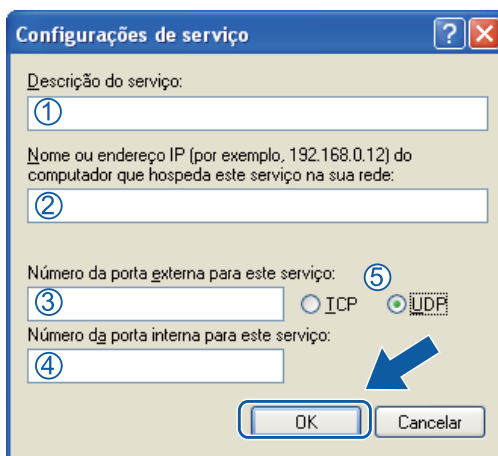 Configurações de serviço
Descrição do serviço:
①
Nome ou endereço IP (por exemplo, 192.168.0.12) do
computador que hospeda este serviço na sua rede:
②
Número da porta externa para este serviço: ⑤
③ TCP UDP
Número da porta interna para este serviço:
④
OK Cancelar